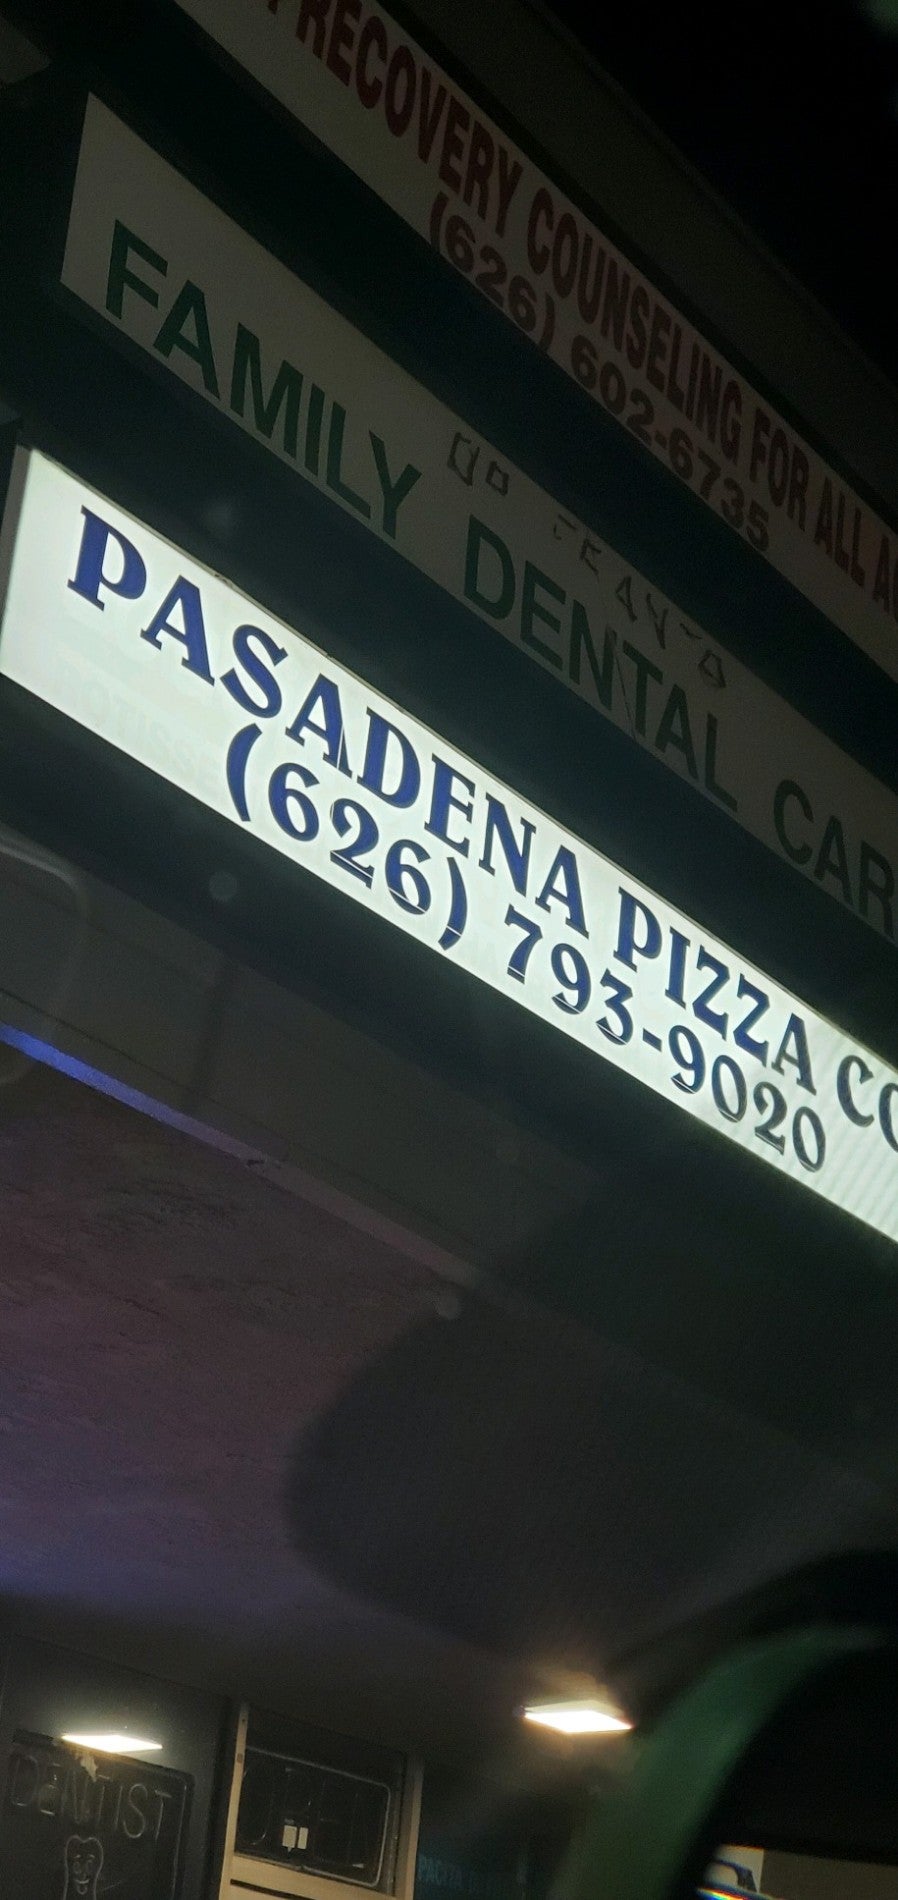 RECOVERY COUNSELING FOR ALL A
(626) 602-6735
FAMILY DENTAL CAR
PASADENA PIZZA CO
(626) 793-9020
DENTIST